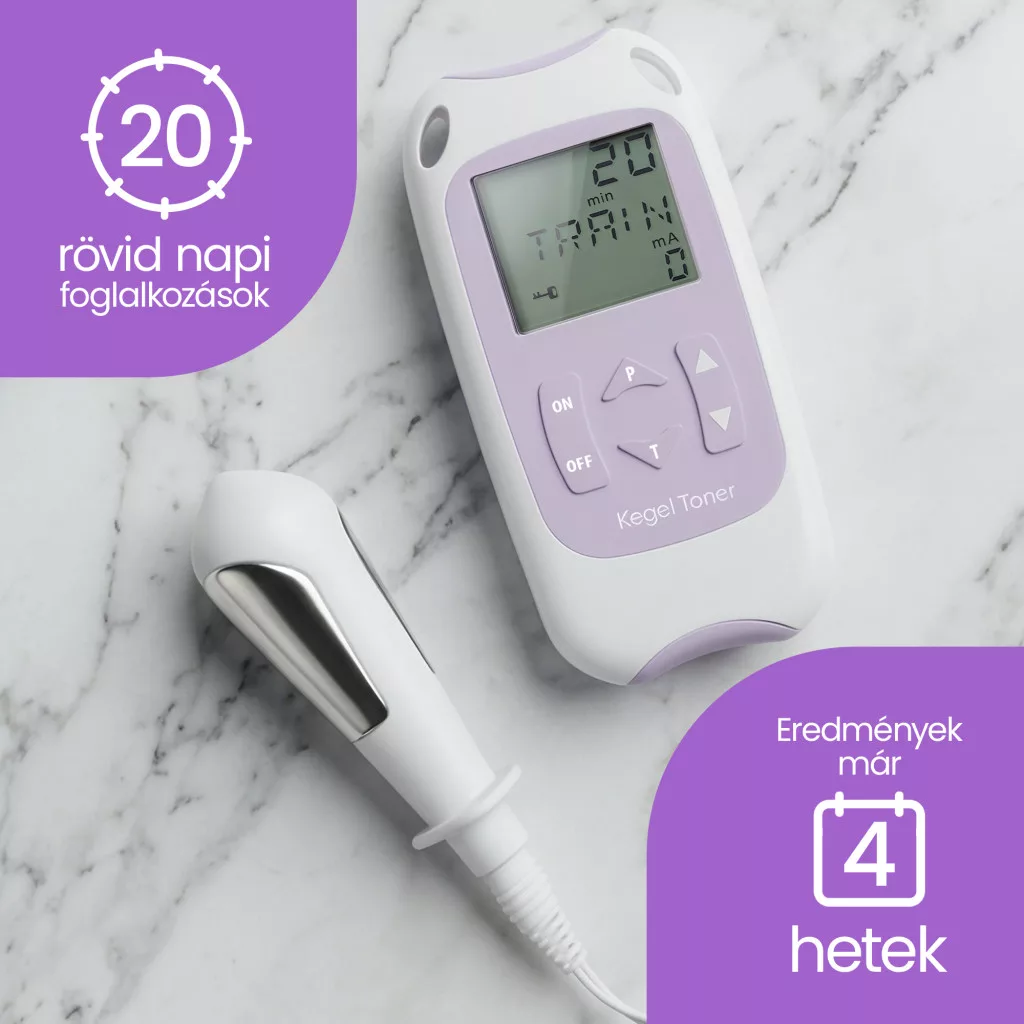 20
rövid napi
foglalkozások
20
min
TRAIN
mA
0
P
ON
OFF
T
Kegel Toner
Eredmények
már
4
hetek